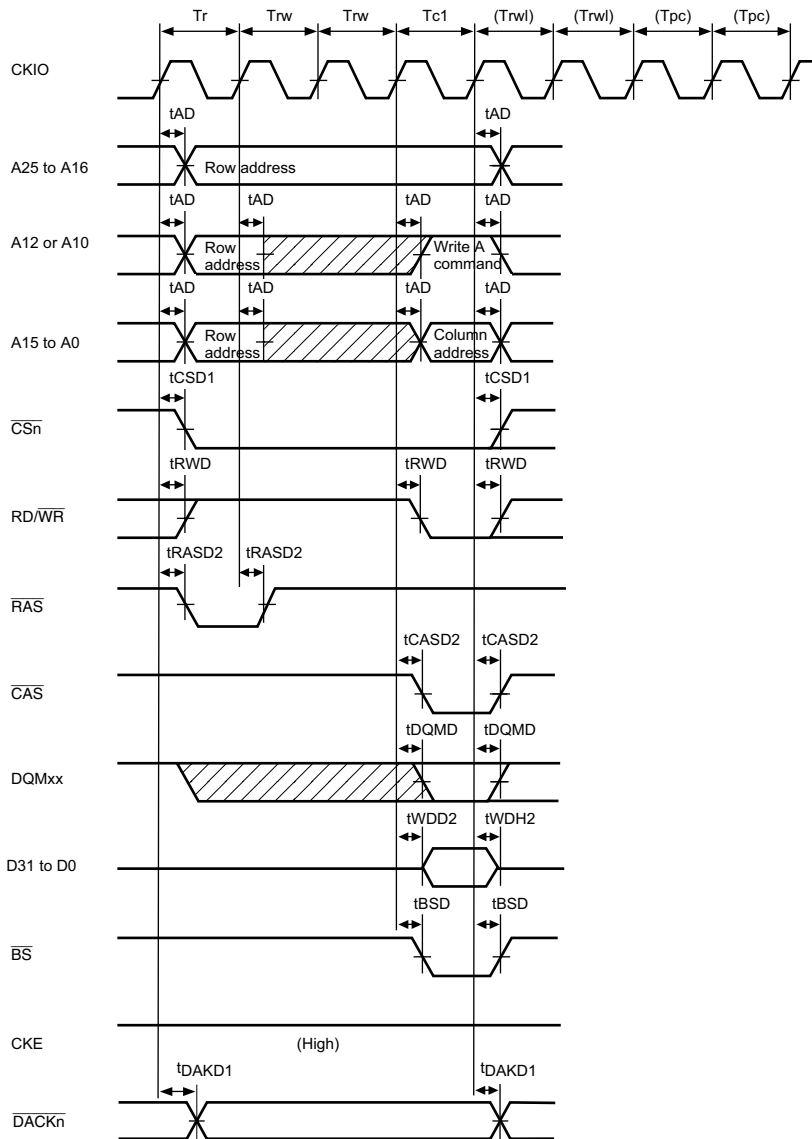 Tr Trw Trw Tc1 (Trwl) (Trwl) (Tpc) (Tpc)
CKIO
tAD tAD
A25 to A16 Row address
tAD tAD tAD tAD
A12 or A10 Row address Write A command
tAD tAD tAD tAD
A15 to A0 Row address Column address
tCSD1 tCSD1
CSn
tRWD tRWD tRWD
RD/WR
tRASD2 tRASD2
RAS
tCASD2 tCASD2
CAS
tDQMD tDQMD
DQMxx
tWDD2 tWDH2
D31 to D0
tBSD tBSD
BS
CKE (High)
tDAKD1 tDAKD1
DACKn